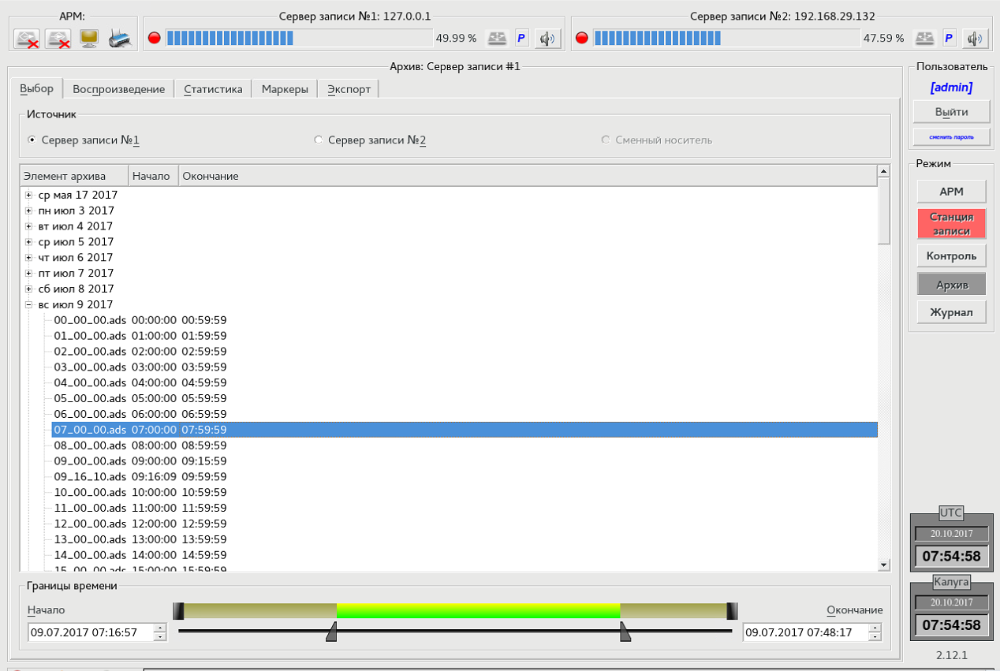 АРМ:
Сервер записи №1: 127.0.0.1
49.99 %
P
Сервер записи №2: 192.168.29.132
47.59 %
P
Архив: Сервер записи #1
Выбор
Воспроизведение
Статистика
Маркеры
Экспорт
Источник
Сервер записи №1
Сервер записи №2
Сменный носитель
Элемент архива Начало Окончание
ср мая 17 2017
пн июл 3 2017
вт июл 4 2017
ср июл 5 2017
чт июл 6 2017
пт июл 7 2017
сб июл 8 2017
вс июл 9 2017
00_00_00.ads 00:00:00 00:59:59
01_00_00.ads 01:00:00 01:59:59
02_00_00.ads 02:00:00 02:59:59
03_00_00.ads 03:00:00 03:59:59
04_00_00.ads 04:00:00 04:59:59
05_00_00.ads 05:00:00 05:59:59
06_00_00.ads 06:00:00 06:59:59
07_00_00.ads 07:00:00 07:59:59
08_00_00.ads 08:00:00 08:59:59
09_00_00.ads 09:00:00 09:15:59
09_16_10.ads 09:16:09 09:59:59
10_00_00.ads 10:00:00 10:59:59
11_00_00.ads 11:00:00 11:59:59
12_00_00.ads 12:00:00 12:59:59
13_00_00.ads 13:00:00 13:59:59
14_00_00.ads 14:00:00 14:59:59
15_00_00.ads 15:00:00 15:59:59
Границы времени
Начало
09.07.2017 07:16:57
Окончание
09.07.2017 07:48:17
Пользователь
[admin]
Выйти
сменить пароль
Режим
АРМ
Станция
записи
Контроль
Архив
Журнал
UTC
20.10.2017
07:54:58
Калуга
20.10.2017
07:54:58
2.12.1